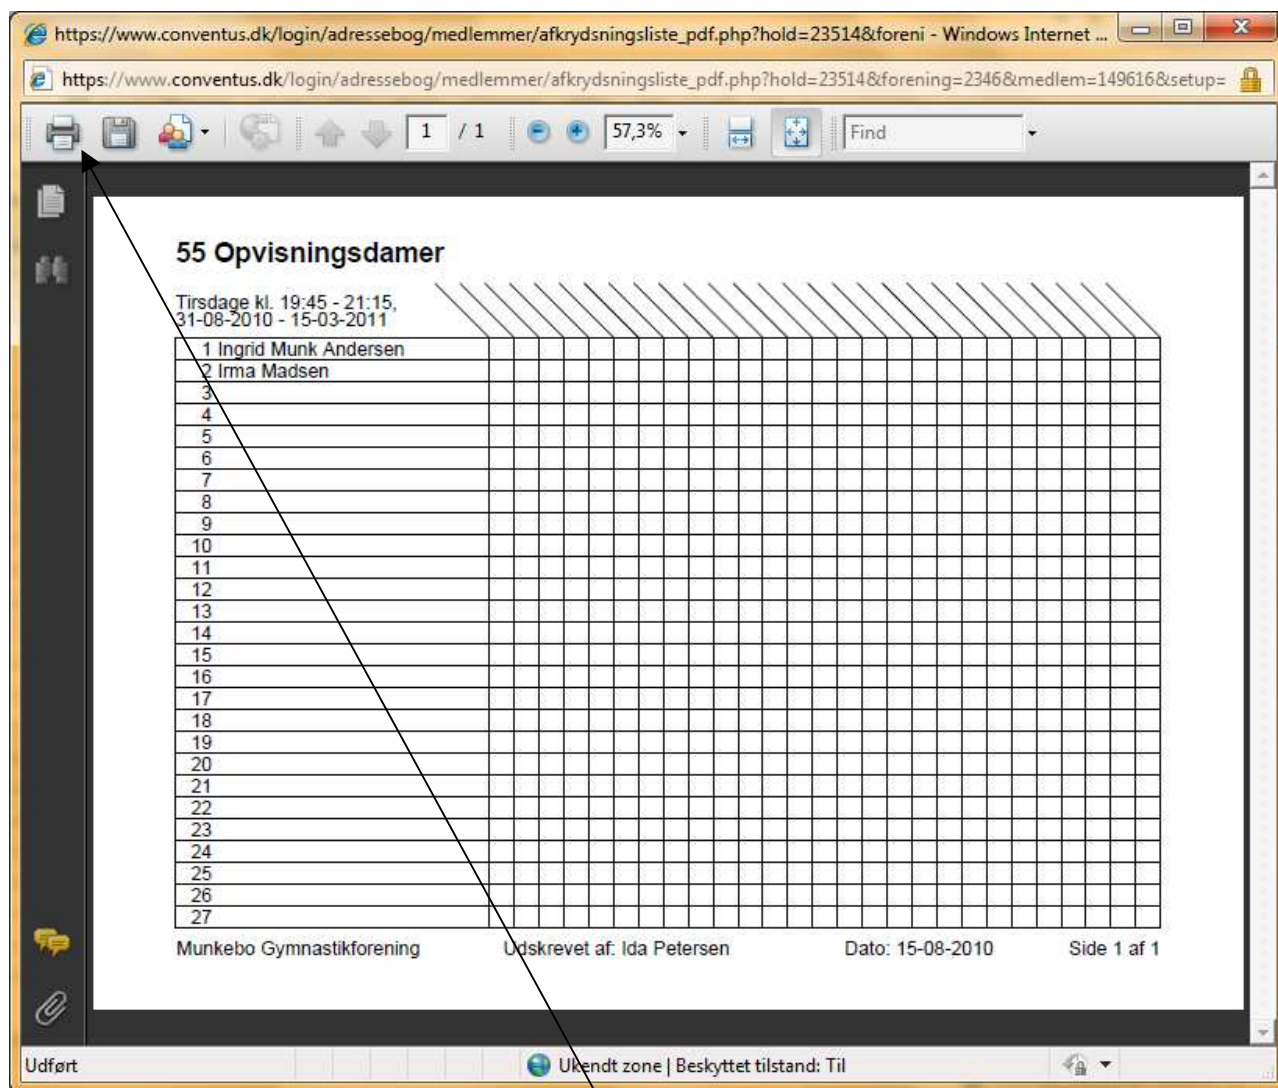 https://www.conventus.dk/login/adressebog/medlemmer/afkrydsningsliste_pdf.php?hold=23514&foreni - Windows Internet ...
https://www.conventus.dk/login/adressebog/medlemmer/afkrydsningsliste_pdf.php?hold=23514&forening=2346&medlem=149616&setup=
1 / 1 57,3% Find
55 Opvisningsdamer
Tirsdage kl. 19:45 - 21:15,
31-08-2010 - 15-03-2011
1 Ingrid Munk Andersen
2 Irma Madsen
3
4
5
6
7
8
9
10
11
12
13
14
15
16
17
18
19
20
21
22
23
24
25
26
27
Munkebo Gymnastikforening Udskrevet af: Ida Petersen Dato: 15-08-2010 Side 1 af 1
Udført Ukendt zone | Beskyttet tilstand: Til